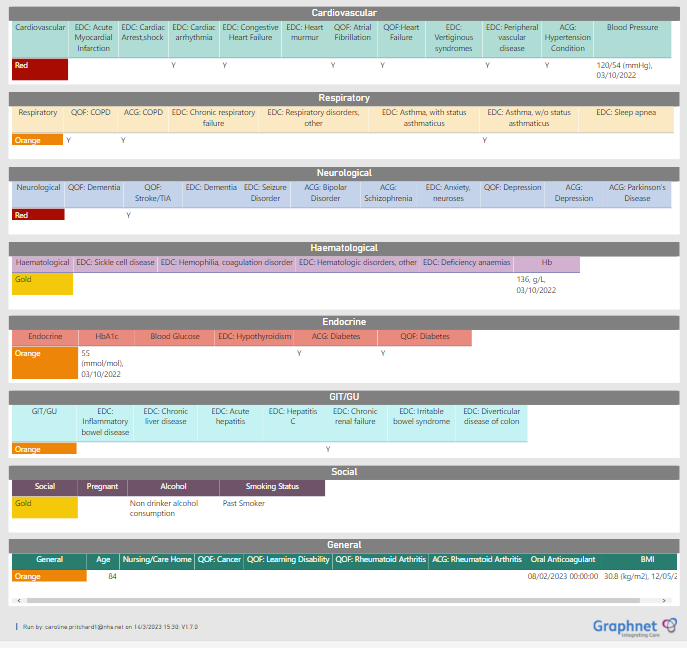 Cardiovascular
Cardiovascular EDC: Acute Myocardial Infarction EDC: Cardiac Arrest,shock EDC: Cardiac arrhythmia EDC: Congestive Heart Failure EDC: Heart murmur QOF: Atrial Fibrillation QOF:Heart Failure EDC: Vertiginous syndromes EDC: Peripheral vascular disease ACG: Hypertension Condition Blood Pressure
Red Y Y Y Y Y Y 120/54 (mmHg), 03/10/2022
Respiratory
Respiratory QOF: COPD ACG: COPD EDC: Chronic respiratory failure EDC: Respiratory disorders, other EDC: Asthma, with status asthmaticus EDC: Asthma, w/o status asthmaticus EDC: Sleep apnea
Orange Y Y Y
Neurological
Neurological QOF: Dementia QOF: Stroke/TIA EDC: Dementia EDC: Seizure Disorder ACG: Bipolar Disorder ACG: Schizophrenia EDC: Anxiety, neuroses QOF: Depression ACG: Depression ACG: Parkinson's Disease
Red Y
Haematological
Haematological EDC: Sickle cell disease EDC: Hemophilia, coagulation disorder EDC: Hematologic disorders, other EDC: Deficiency anaemias Hb
Gold 136, g/L, 03/10/2022
Endocrine
Endocrine HbA1c Blood Glucose EDC: Hypothyroidism ACG: Diabetes QOF: Diabetes
Orange 55 (mmol/mol), 03/10/2022 Y Y
GIT/GU
GIT/GU EDC: Inflammatory bowel disease EDC: Chronic liver disease EDC: Acute hepatitis EDC: Hepatitis C EDC: Chronic renal failure EDC: Irritable bowel syndrome EDC: Diverticular disease of colon
Orange Y
Social
Social Pregnant Alcohol Smoking Status
Gold Non drinker alcohol consumption Past Smoker
General
General Age Nursing/Care Home QOF: Cancer QOF: Learning Disability QOF: Rheumatoid Arthritis ACG: Rheumatoid Arthritis Oral Anticoagulant BMI
Orange 84 08/02/2023 00:00:00 30.8 (kg/m2), 12/05/2
Run by: caroline.pritchard1@nhs.net on 14/3/2023 15:30: V1.7.0
Graphnet
Integrating Care